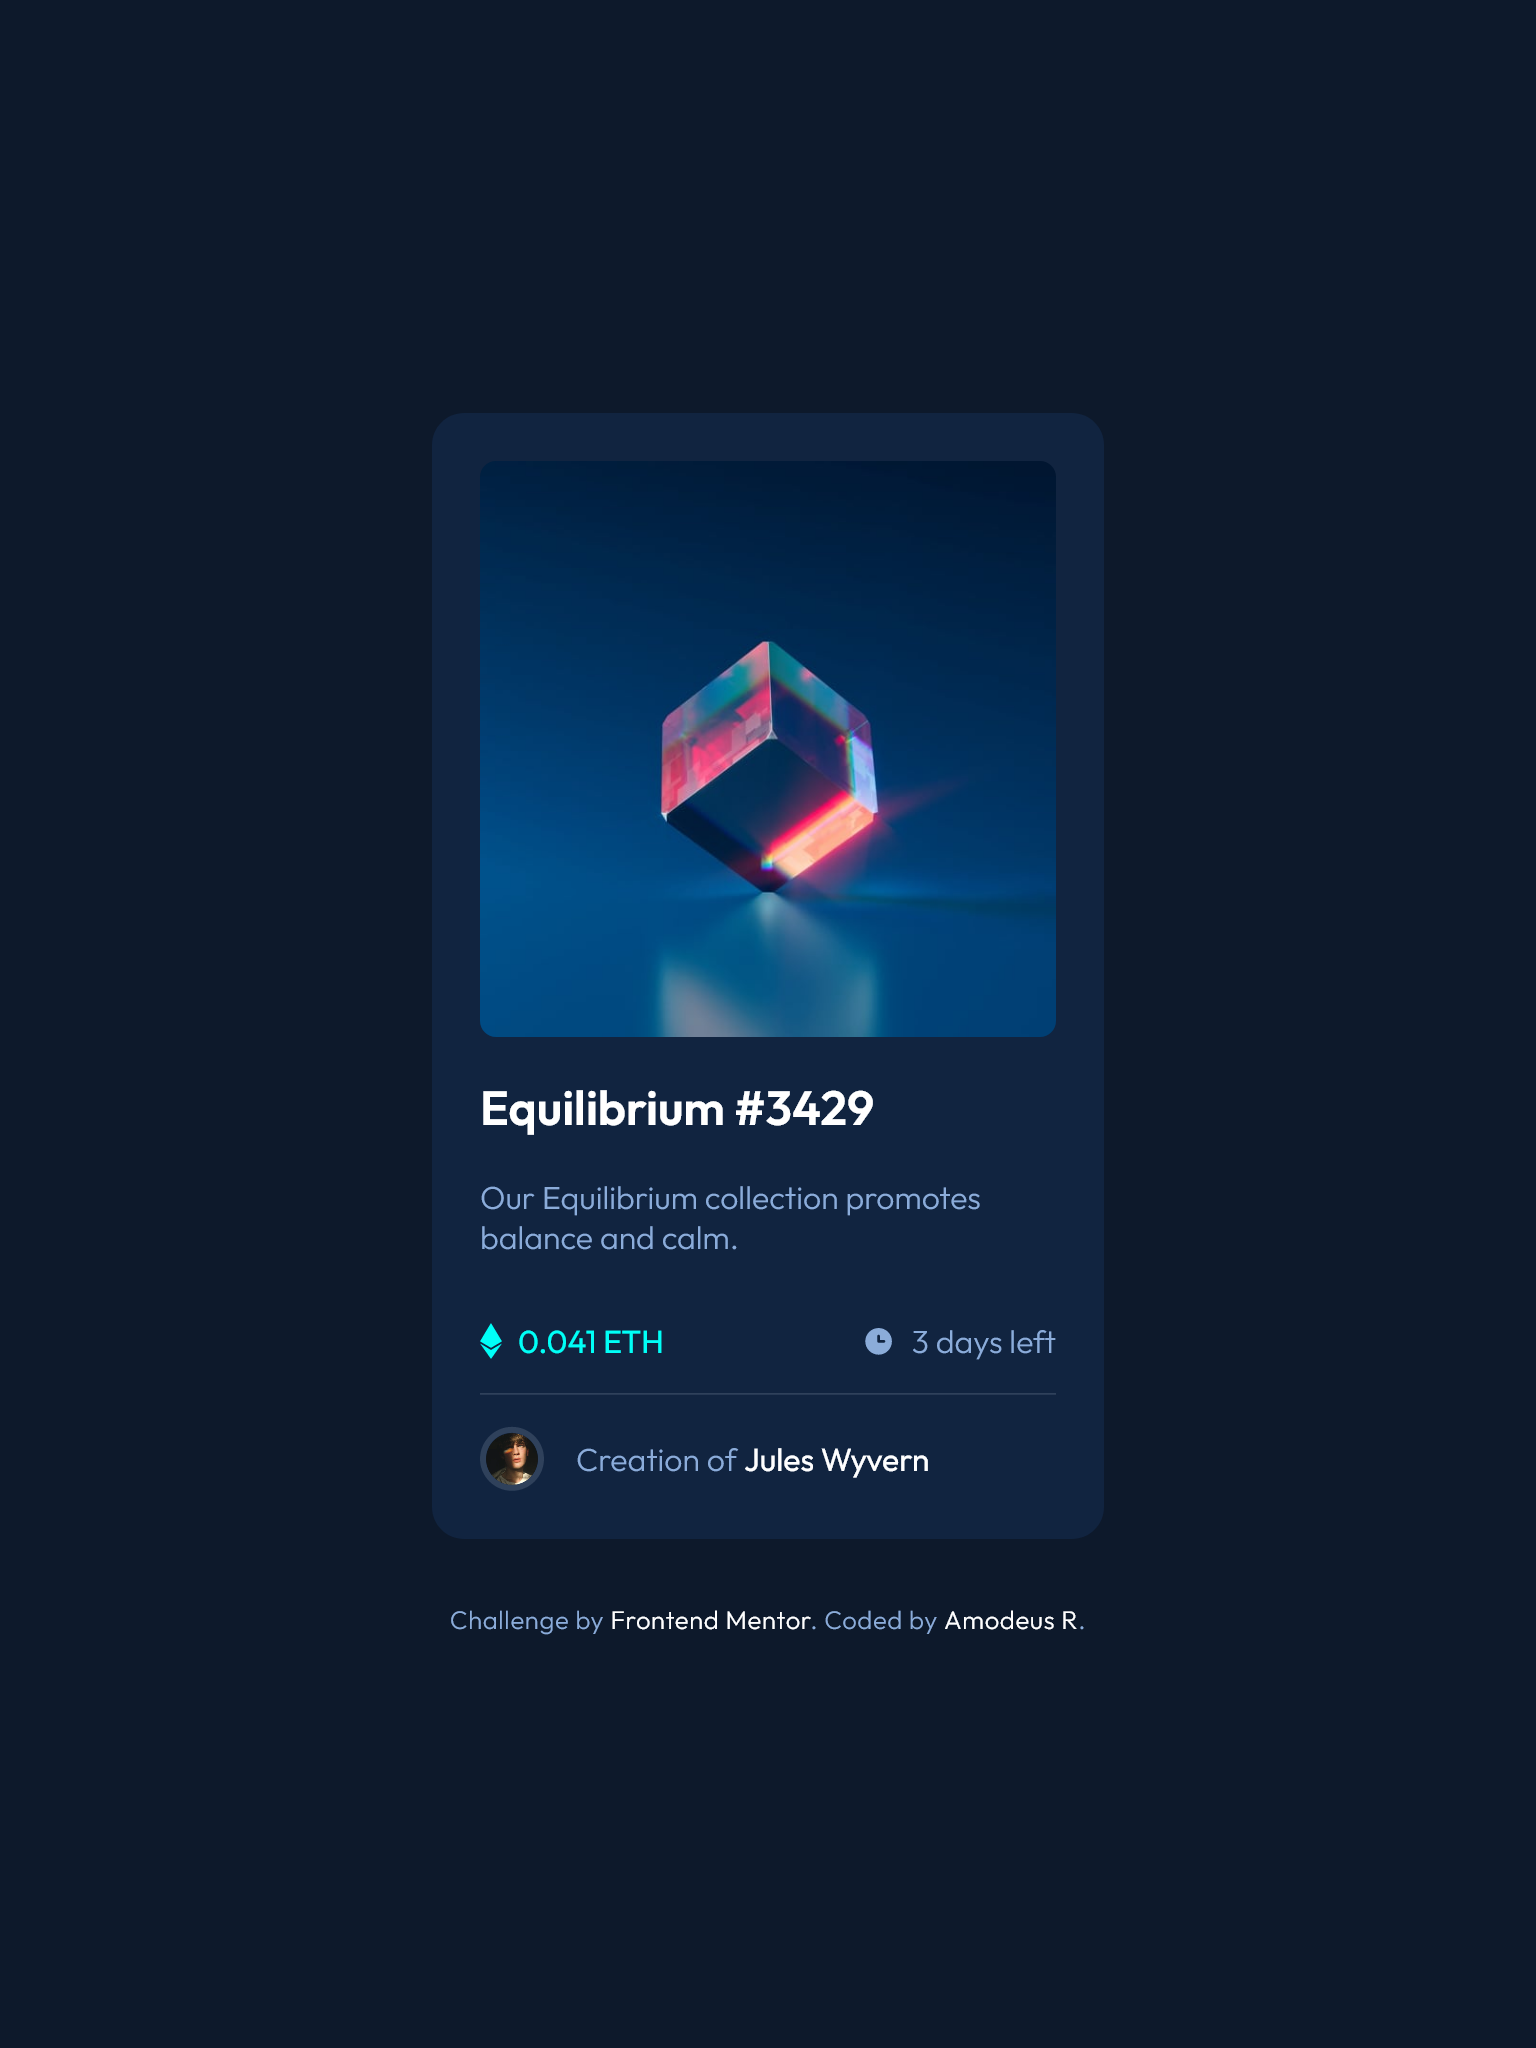 Equilibrium #3429
Our Equilibrium collection promotes
balance and calm.
0.041 ETH
3 days left
Creation of Jules Wyvern
Challenge by Frontend Mentor. Coded by Amodeus R.